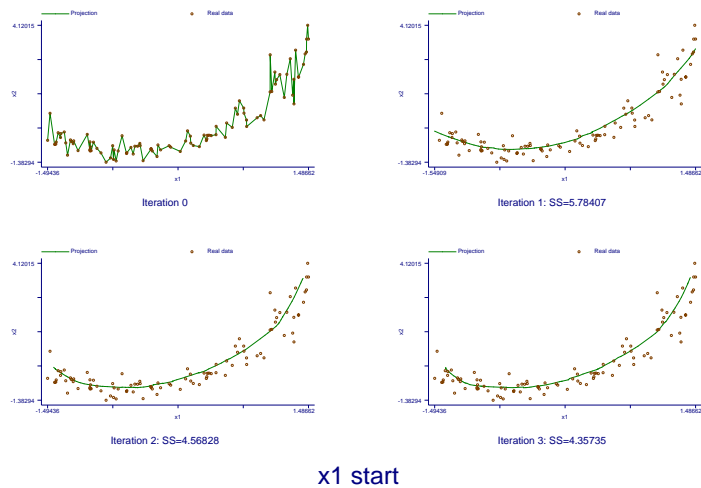 Projection Real data
4.12015
x2
-1.38294
-1.49436 x1 1.48662
Iteration 0
Projection Real data
4.12015
x2
-1.38294
-1.54909 x1 1.48662
Iteration 1: SS=5.78407
Projection Real data
4.12015
x2
-1.38294
-1.49436 x1 1.48662
Iteration 2: SS=4.56828
Projection Real data
4.12015
x2
-1.38294
-1.49436 x1 1.48662
Iteration 3: SS=4.35735
x1 start